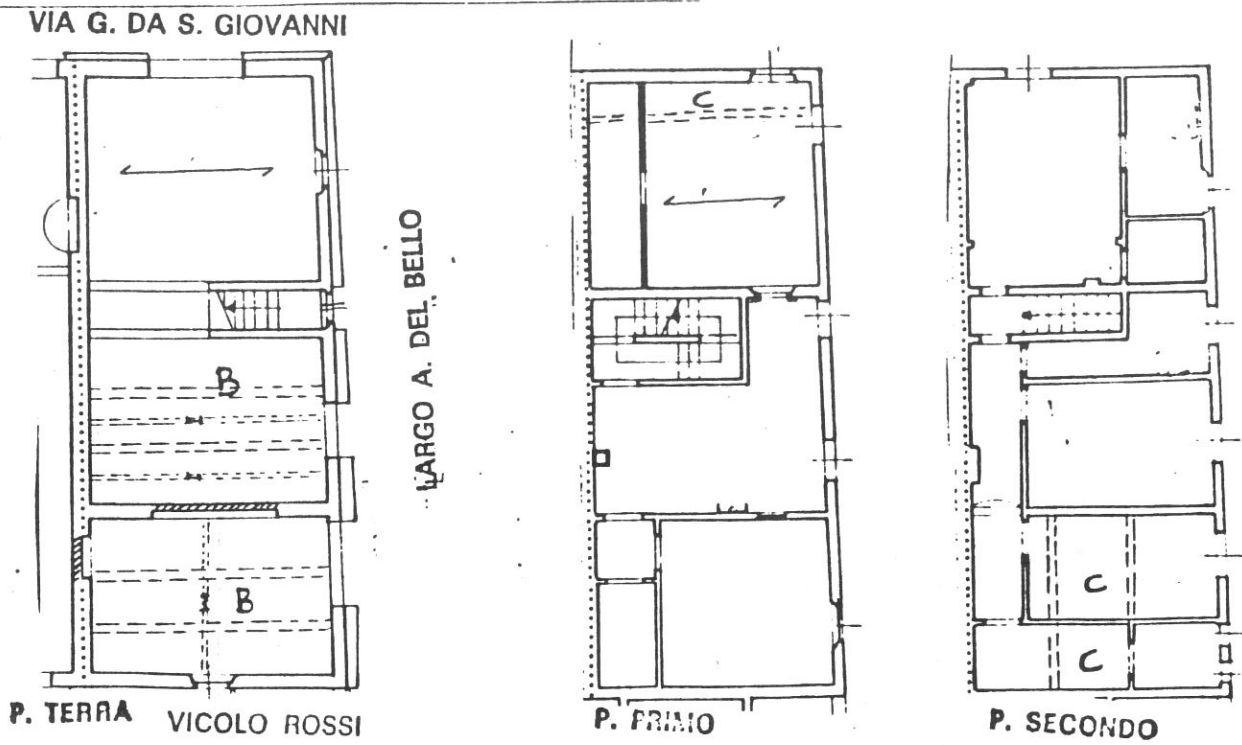 VIA G. DA S. GIOVANNI
LARGO A. DEL BELLO
B
B
C
C
C
P. TERRA
VICOLO ROSSI
P. PRIMO
P. SECONDO